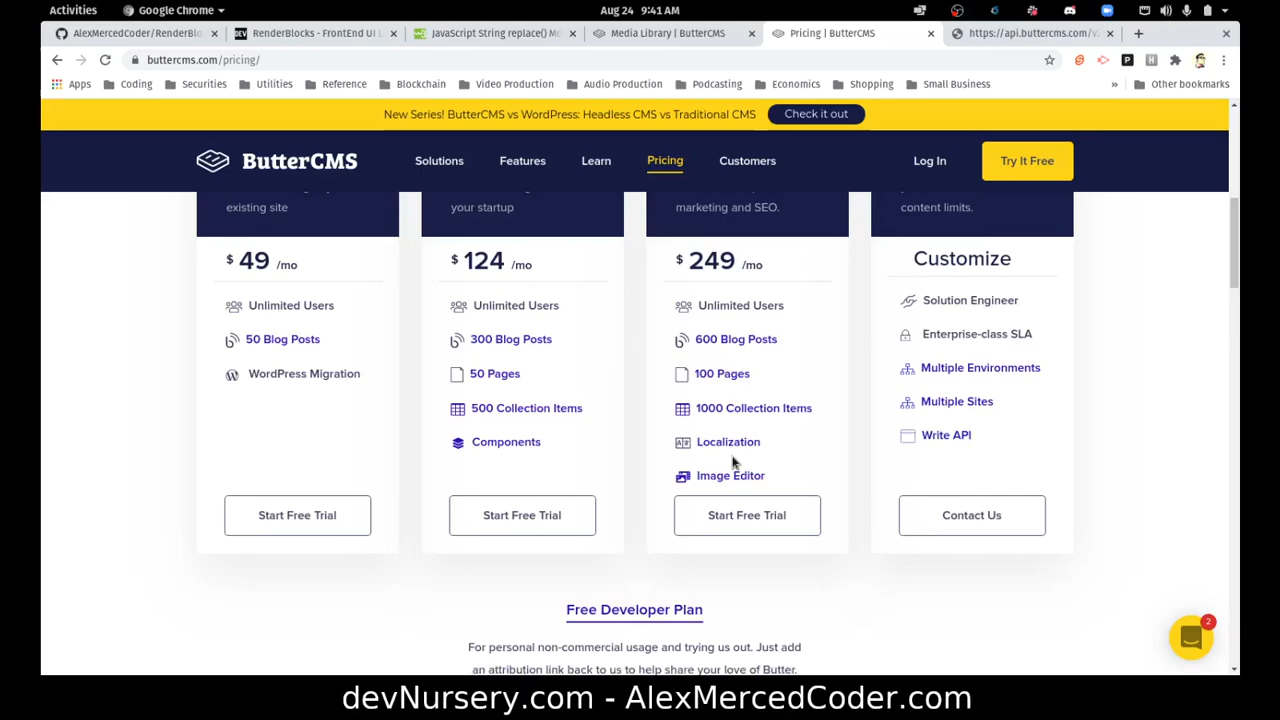 Activities
Google Chrome
Aug 24 9:41 AM
AlexMercedCoder/RenderBlo
RenderBlocks - FrontEnd UI L
JavaScript String replace() Me
Media Library | ButterCMS
Pricing | ButterCMS
https://api.buttercms.com/v
buttercms.com/pricing/
Apps
Coding
Securities
Utilities
Reference
Blockchain
Video Production
Audio Production
Podcasting
Economics
Shopping
Small Business
»
Other bookmarks
New Series! ButterCMS vs WordPress: Headless CMS vs Traditional CMS
Check it out
ButterCMS
Solutions
Features
Learn
Pricing
Customers
Log In
Try It Free
existing site
$ 49 /mo
Unlimited Users
50 Blog Posts
WordPress Migration
Start Free Trial
your startup
$ 124 /mo
Unlimited Users
300 Blog Posts
50 Pages
500 Collection Items
Components
Start Free Trial
marketing and SEO.
$ 249 /mo
Unlimited Users
600 Blog Posts
100 Pages
1000 Collection Items
Localization
Image Editor
Start Free Trial
content limits.
Customize
Solution Engineer
Enterprise-class SLA
Multiple Environments
Multiple Sites
Write API
Contact Us
Free Developer Plan
For personal non-commercial usage and trying us out. Just add
an attribution link back to us to help share your love of Butter.
2
devNursery.com - AlexMercedCoder.com